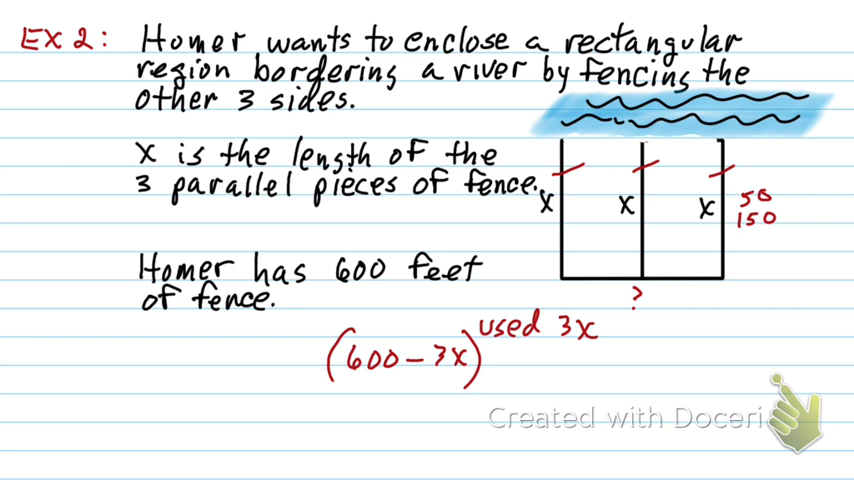 EX 2: Homer wants to enclose a rectangular
region bordering a river by fencing the
other 3 sides.
x is the length of the
3 parallel pieces of fence.
x x x 50
150
Homer has 600 feet
of fence.
?
used 3x
(600 - 3x)
Created with Doceri